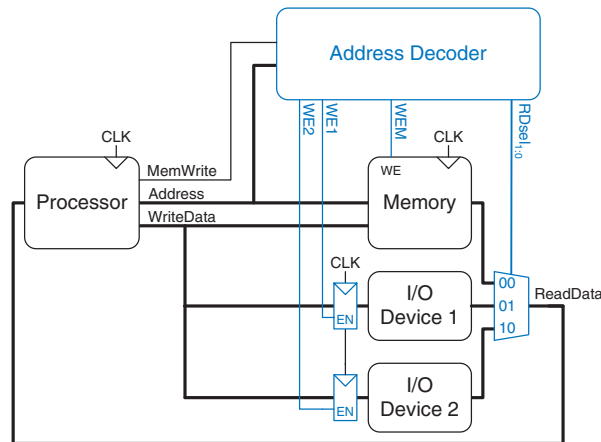 Address Decoder
WE2
WE1
WEM
RDsel1:0
CLK
MemWrite
CLK
Processor
Address
WE
Memory
WriteData
CLK
00
01
10
ReadData
I/O
Device 1
EN
I/O
Device 2
EN